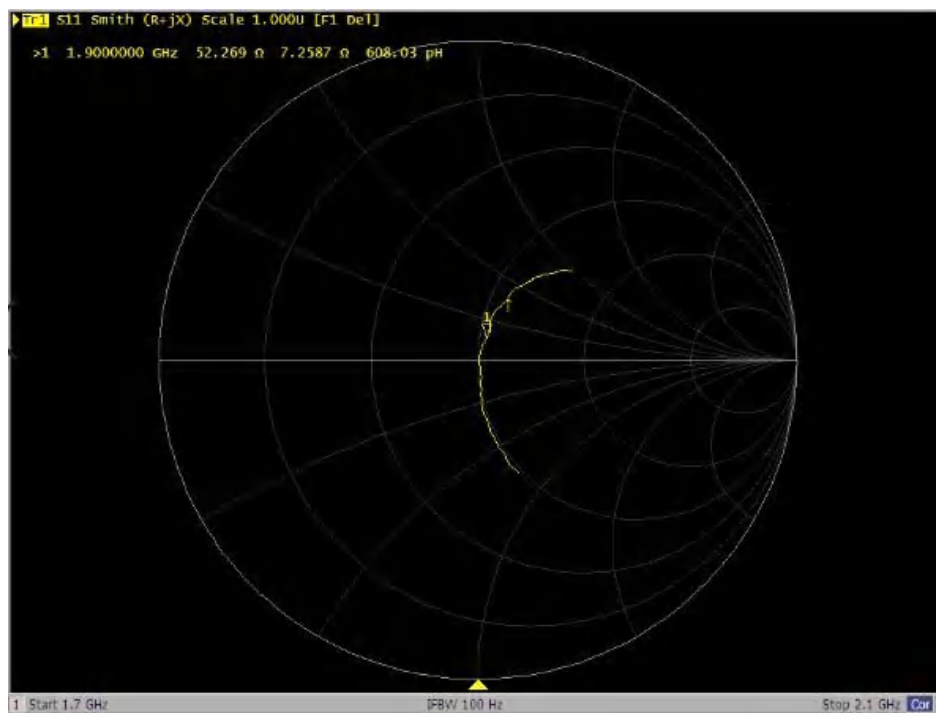 Tr1 S11 Smith (R+jX) Scale 1.000U [F1 Del]
>1 1.9000000 GHz 52.269 Ω 7.2587 Ω 608.03 pH
1
1 Start 1.7 GHz IFBW 100 Hz Stop 2.1 GHz Cor